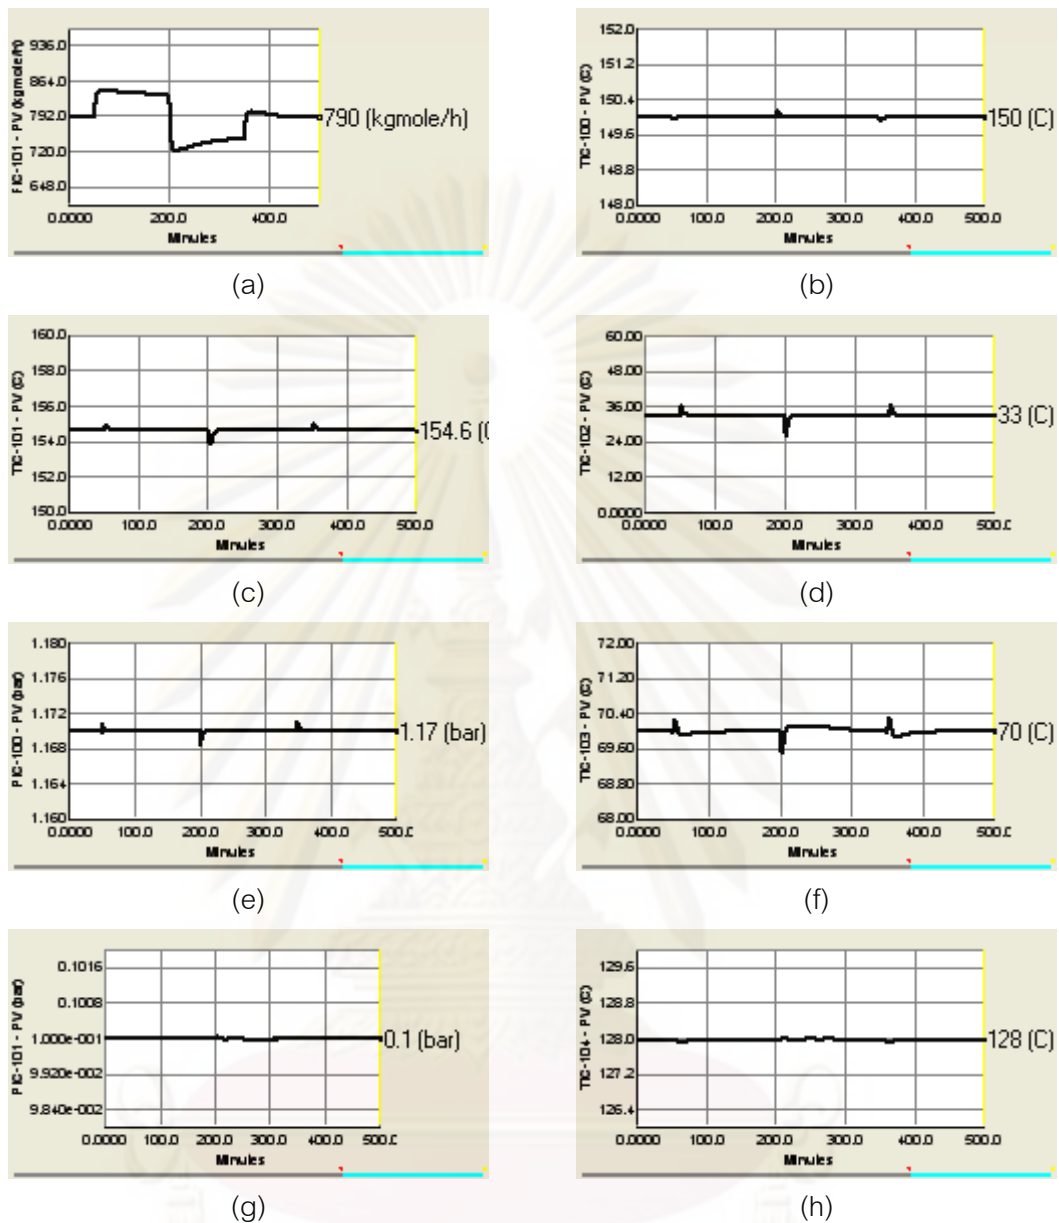 FIC-101 - PV (kgmole/h)
936.0
864.0
792.0
720.0
648.0
790 (kgmole/h)
0.0000 200.0 400.0
Minutes
(a)
TIC-100 - PV (C)
152.0
151.2
150.4
149.6
148.8
148.0
150 (C)
0.0000 100.0 200.0 300.0 400.0 500.0
Minutes
(b)
TIC-101 - PV (C)
160.0
158.0
156.0
154.0
152.0
150.0
154.6 (C
0.0000 100.0 200.0 300.0 400.0 500.0
Minutes
(c)
TIC-102 - PV (C)
60.00
48.00
36.00
24.00
12.00
0.0000
33 (C)
0.0000 100.0 200.0 300.0 400.0 500.0
Minutes
(d)
PIC-100 - PV (bar)
1.180
1.176
1.172
1.168
1.164
1.160
1.17 (bar)
0.0000 100.0 200.0 300.0 400.0 500.0
Minutes
(e)
TIC-103 - PV (C)
72.00
71.20
70.40
69.60
68.80
68.00
70 (C)
0.0000 100.0 200.0 300.0 400.0 500.0
Minutes
(f)
PIC-101 - PV (bar)
0.1016
0.1008
1.000e-001
9.920e-002
9.840e-002
0.1 (bar)
0.0000 100.0 200.0 300.0 400.0 500.0
Minutes
(g)
TIC-104 - PV (C)
129.6
128.8
128.0
127.2
126.4
128 (C)
0.0000 100.0 200.0 300.0 400.0 500.0
Minutes
(h)